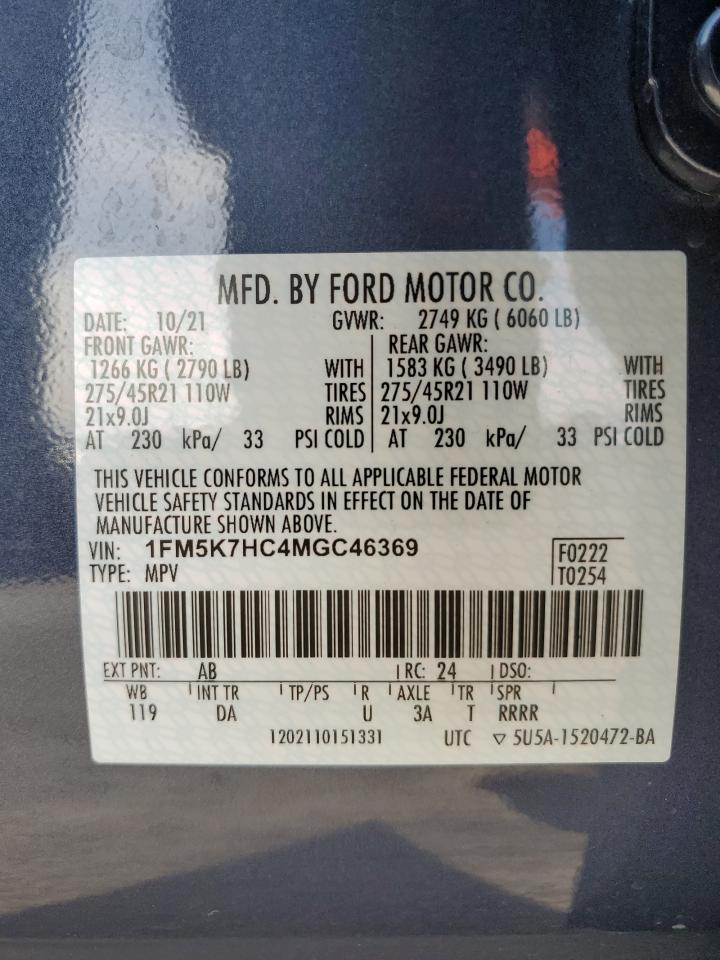 MFD. BY FORD MOTOR CO.
DATE: 10/21 GVWR: 2749 KG ( 6060 LB)
FRONT GAWR: REAR GAWR:
1266 KG ( 2790 LB) WITH 1583 KG ( 3490 LB) WITH
275/45R21 110W TIRES 275/45R21 110W TIRES
21x9.0J RIMS 21x9.0J RIMS
AT 230 kPa/ 33 PSI COLD AT 230 kPa/ 33 PSI COLD
THIS VEHICLE CONFORMS TO ALL APPLICABLE FEDERAL MOTOR
VEHICLE SAFETY STANDARDS IN EFFECT ON THE DATE OF
MANUFACTURE SHOWN ABOVE.
VIN: 1FM5K7HC4MGC46369 F0222
TYPE: MPV T0254
EXT PNT: AB RC: 24 DSO:
WB INT TR TP/PS R AXLE TR SPR
119 DA U 3A T RRRR
1202110151331 UTC ▽ 5U5A-1520472-BA